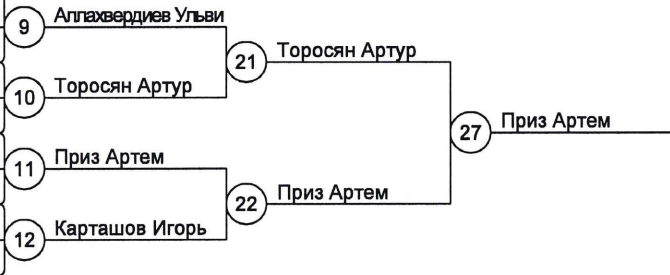 9 Аллахвердиев Ульви
21 Торосян Артур
10 Торосян Артур
27 Приз Артем
11 Приз Артем
22 Приз Артем
12 Карташов Игорь